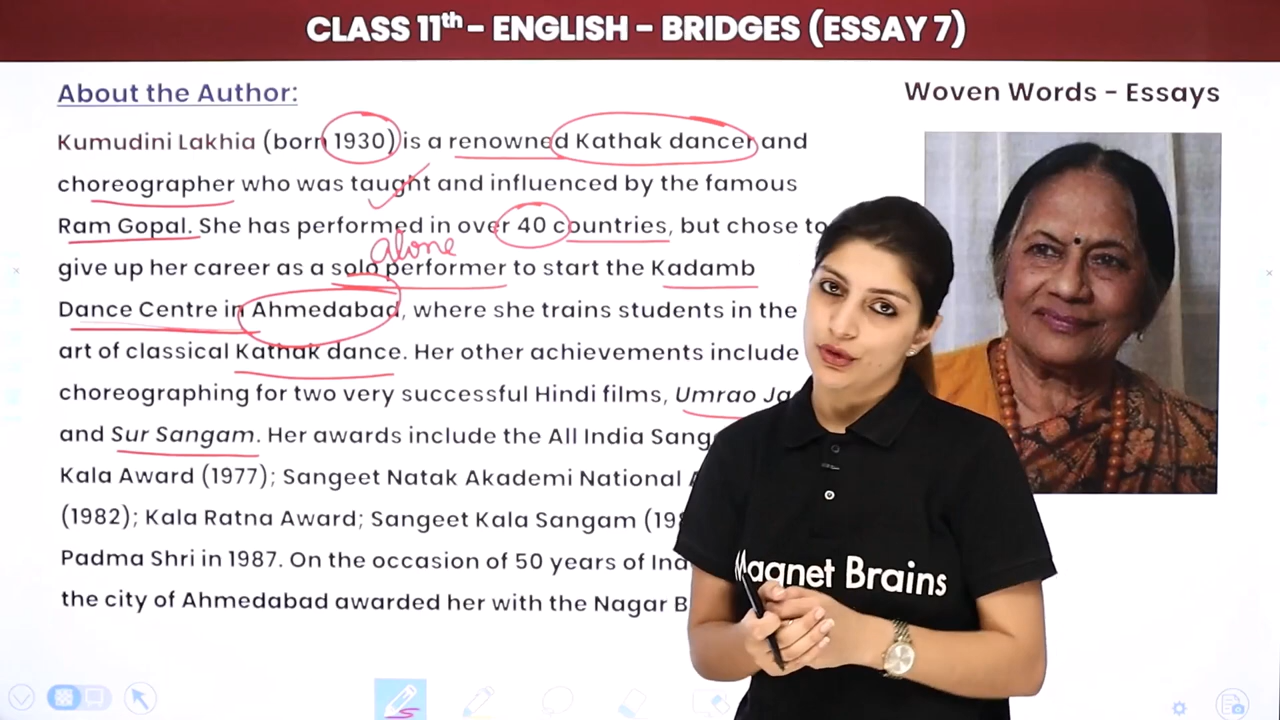 CLASS 11th - ENGLISH - BRIDGES (ESSAY 7)
About the Author:
Woven Words - Essays
Kumudini Lakhia (born 1930) is a renowned Kathak dancer and
choreographer who was taught and influenced by the famous
Ram Gopal. She has performed in over 40 countries, but chose to
alone
give up her career as a solo performer to start the Kadamb
Dance Centre in Ahmedabad, where she trains students in the
art of classical Kathak dance. Her other achievements include
choreographing for two very successful Hindi films, Umrao
and Sur Sangam. Her awards include the All India
Kala Award (1977); Sangeet Natak Akademi National
(1982); Kala Ratna Award; Sangeet Kala Sangam
Padma Shri in 1987. On the occasion of 50 years of
the city of Ahmedabad awarded her with the Nagar
Magnet Brains